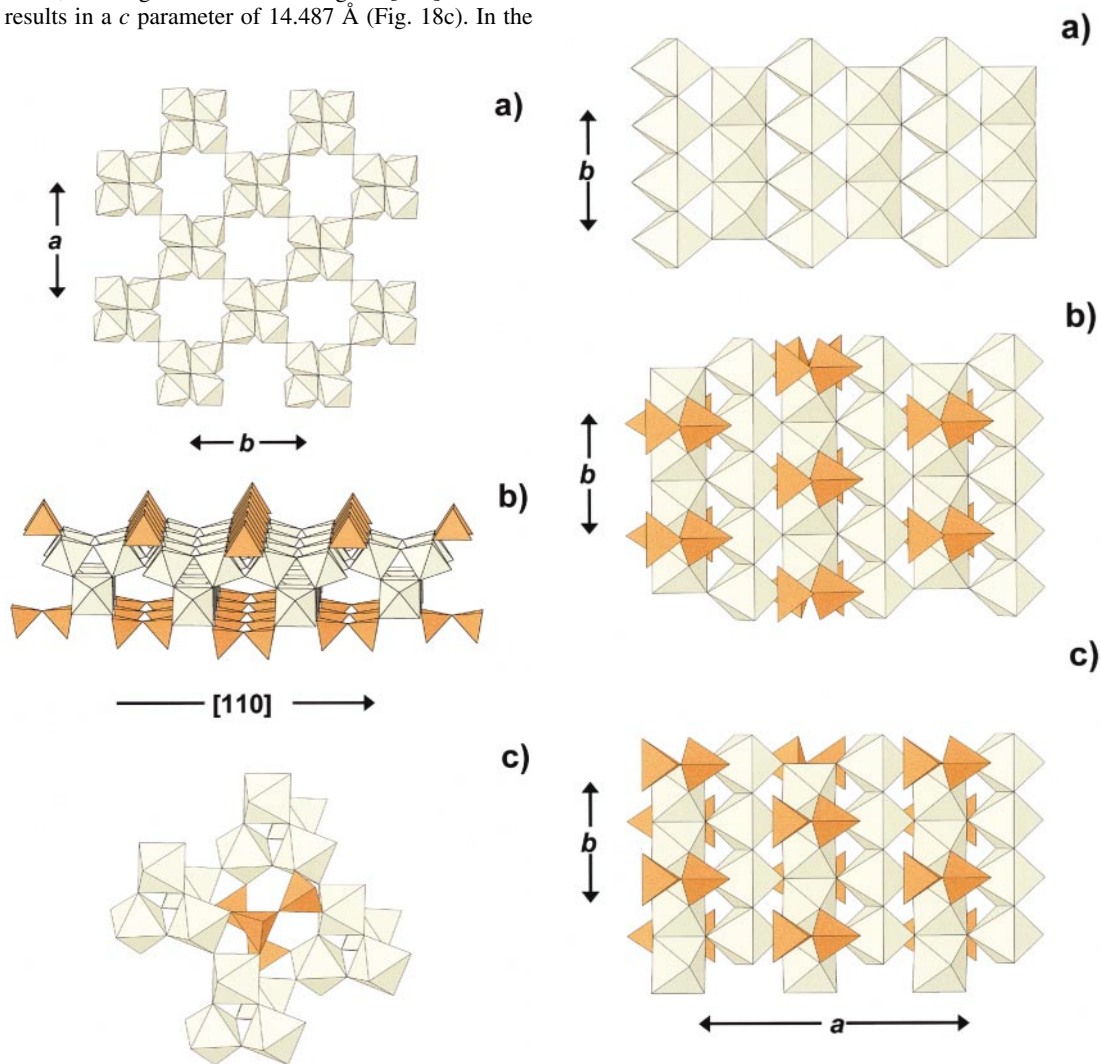 results in a c parameter of 14.487 Å (Fig. 18c). In the
a)
a
b
b)
[110]
c)
a)
b
b)
b
c)
b
a